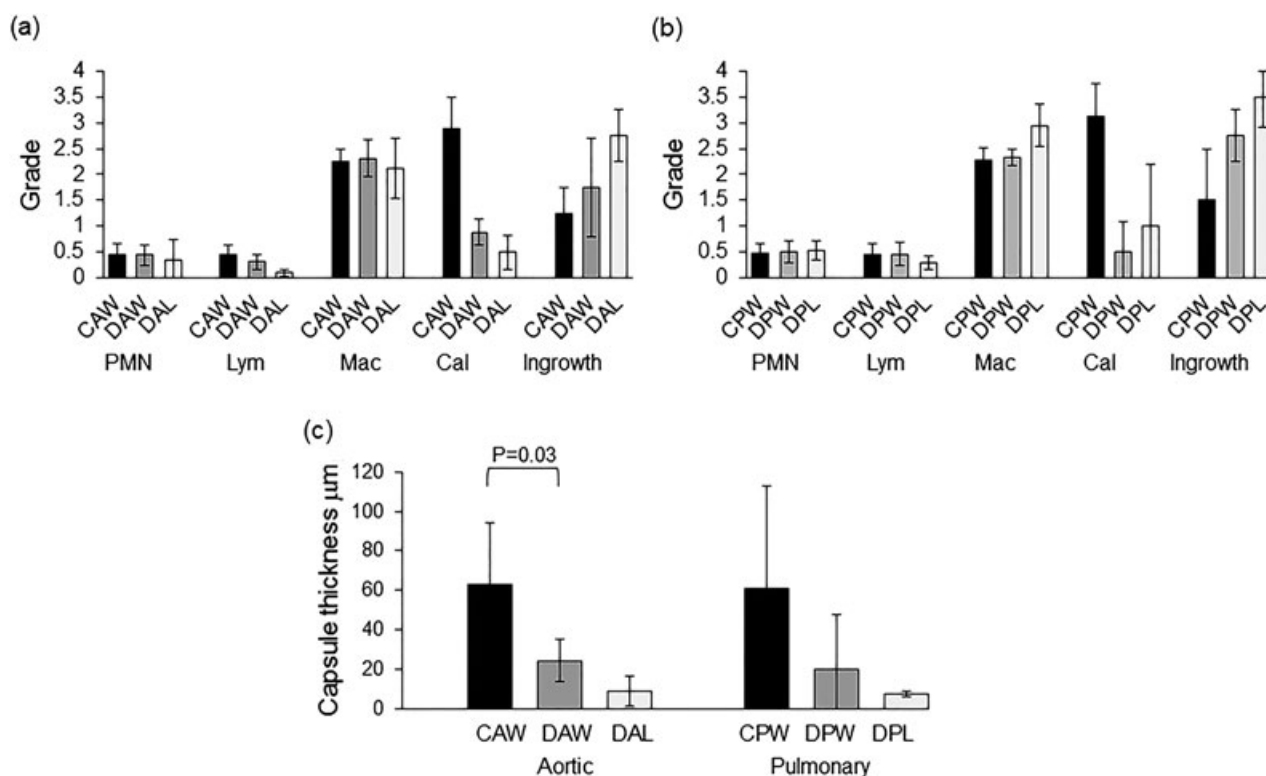 (a)
Grade
4
3.5
3
2.5
2
1.5
1
0.5
0
CAW DAW DAL CAW DAW DAL CAW DAW DAL CAW DAW DAL CAW DAW DAL
PMN Lym Mac Cal Ingrowth
(b)
Grade
4
3.5
3
2.5
2
1.5
1
0.5
0
CPW DPW DPL CPW DPW DPL CPW DPW DPL CPW DPW DPL CPW DPW DPL
PMN Lym Mac Cal Ingrowth
(c)
P=0.03
Capsule thickness μm
120
100
80
60
40
20
0
CAW DAW DAL CPW DPW DPL
Aortic Pulmonary